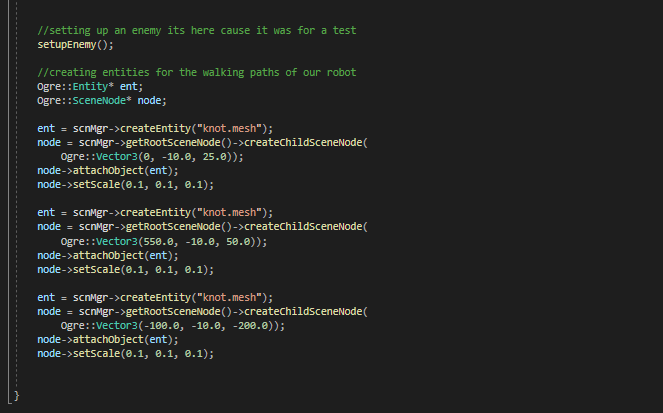 //setting up an enemy its here cause it was for a test
setupEnemy();
//creating entities for the walking paths of our robot
Ogre::Entity* ent;
Ogre::SceneNode* node;
ent = scnMgr->createEntity("knot.mesh");
node = scnMgr->getRootSceneNode()->createChildSceneNode(
Ogre::Vector3(0, -10.0, 25.0));
node->attachObject(ent);
node->setScale(0.1, 0.1, 0.1);
ent = scnMgr->createEntity("knot.mesh");
node = scnMgr->getRootSceneNode()->createChildSceneNode(
Ogre::Vector3(550.0, -10.0, 50.0));
node->attachObject(ent);
node->setScale(0.1, 0.1, 0.1);
ent = scnMgr->createEntity("knot.mesh");
node = scnMgr->getRootSceneNode()->createChildSceneNode(
Ogre::Vector3(-100.0, -10.0, -200.0));
node->attachObject(ent);
node->setScale(0.1, 0.1, 0.1);
}